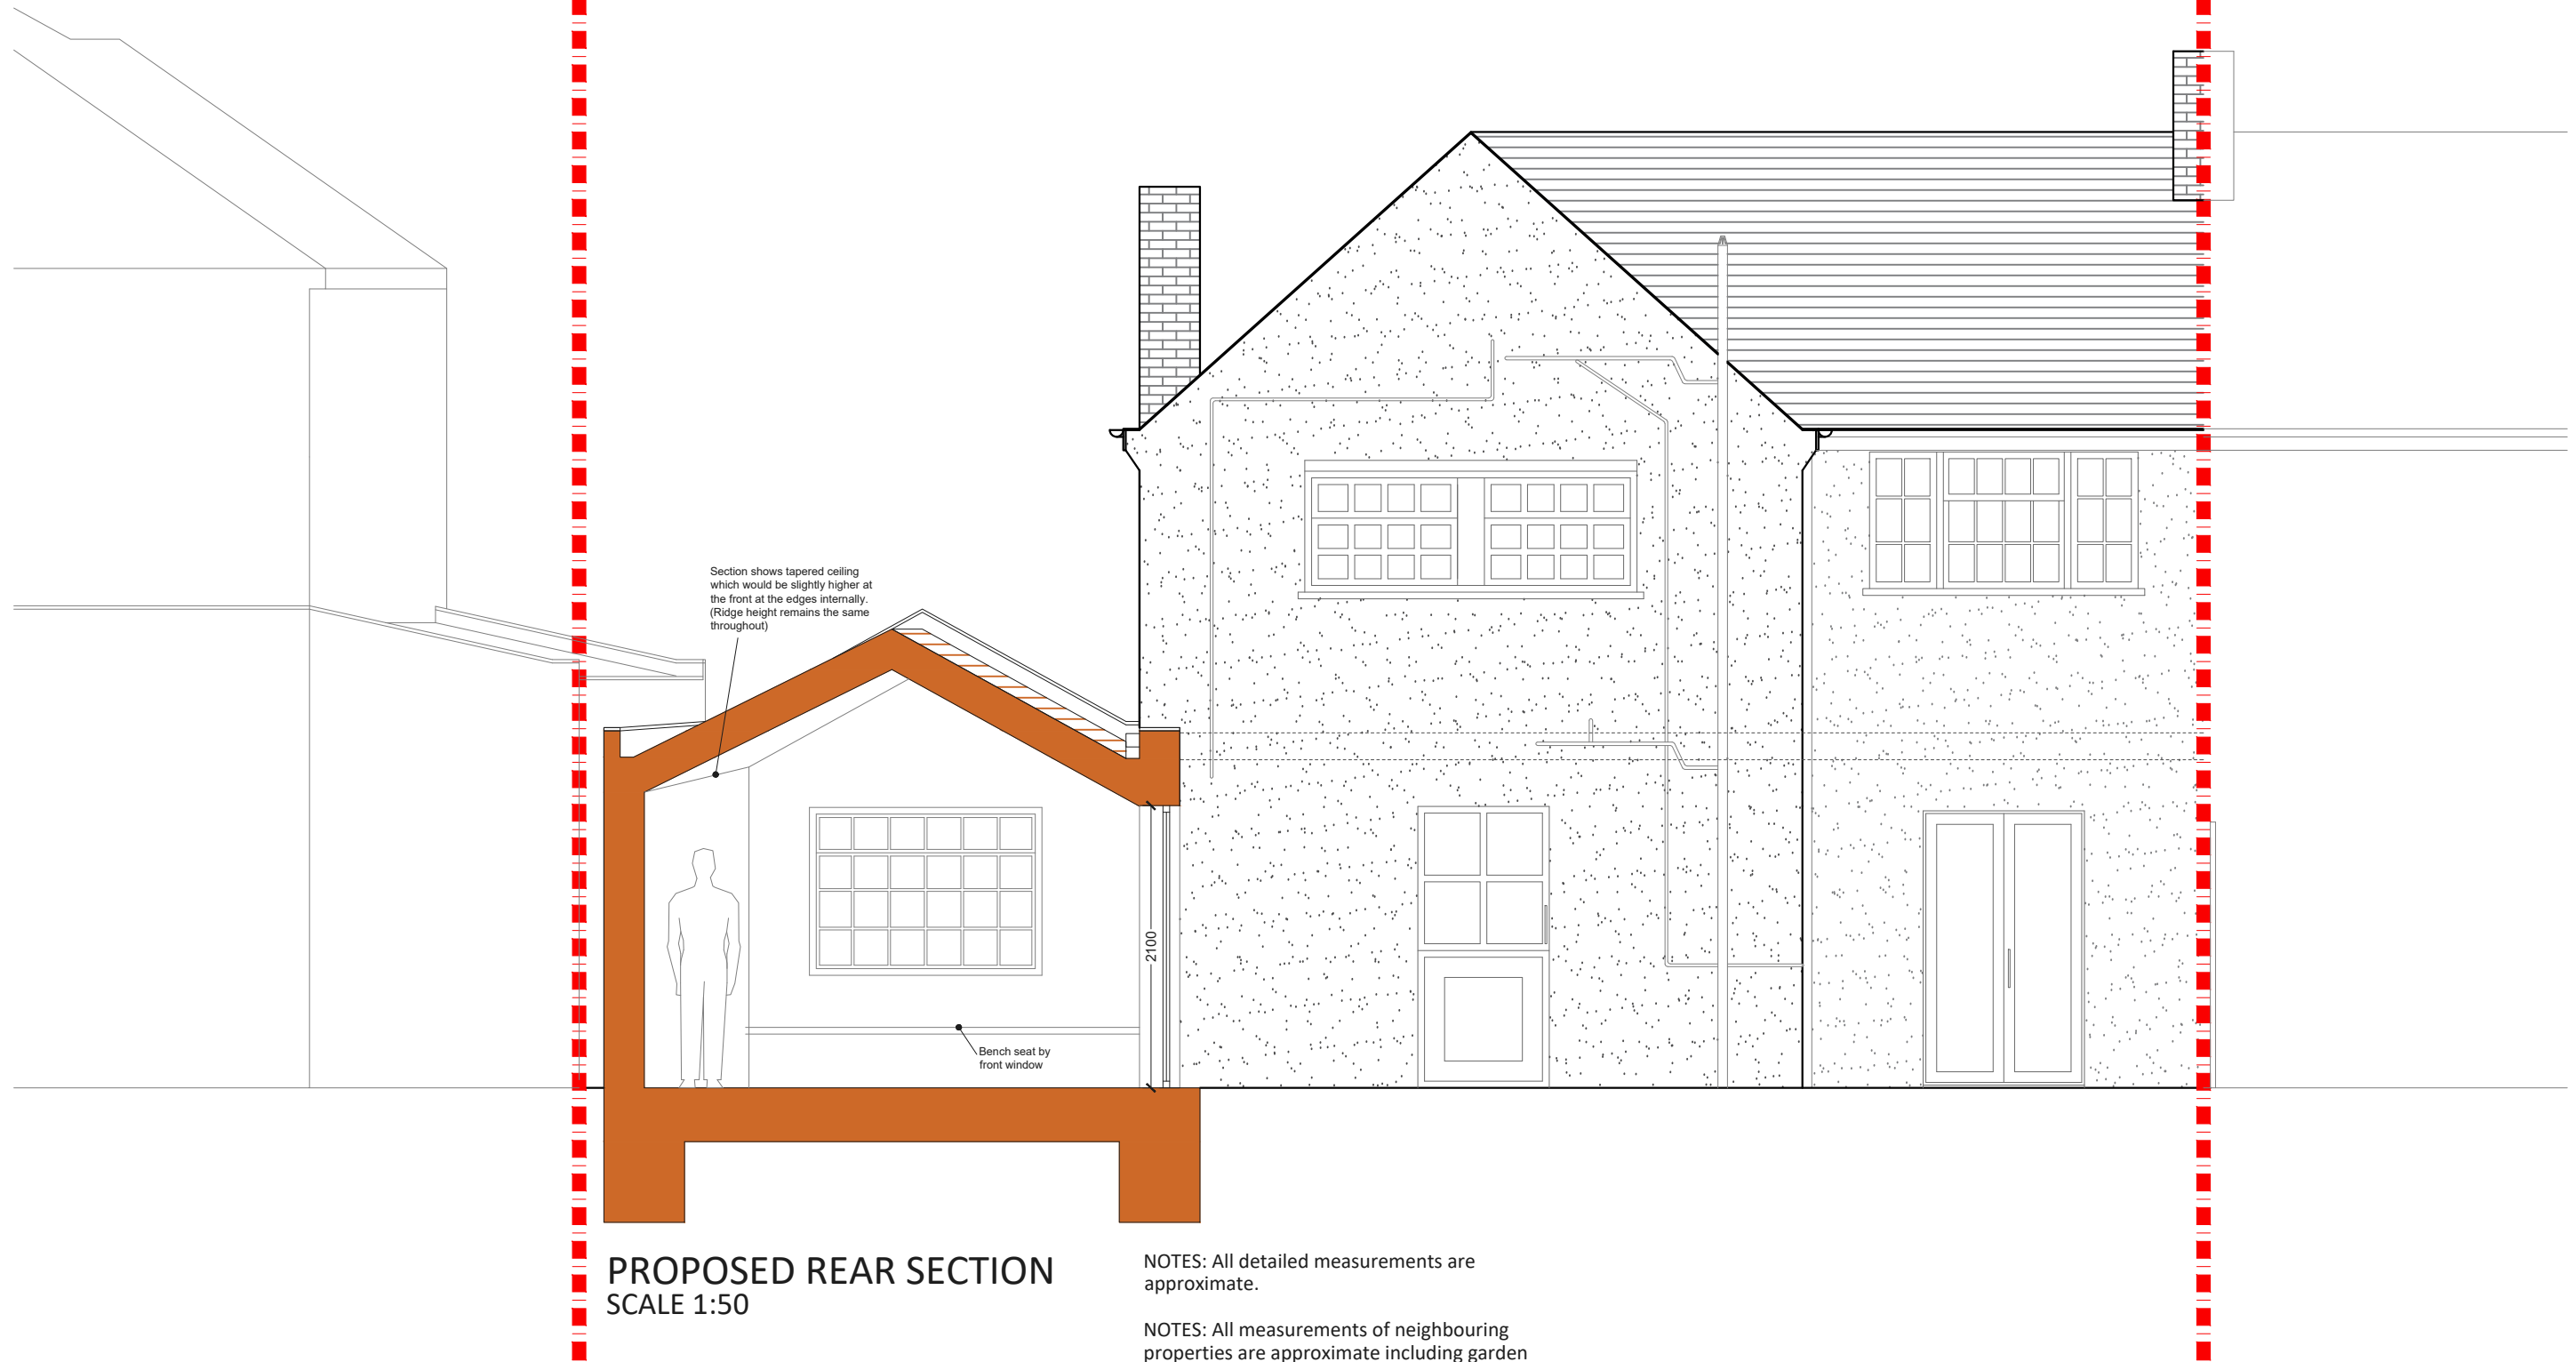 Section shows tapered ceiling
which would be slightly higher at
the front at the edges internally.
(Ridge height remains the same
throughout)
2100
Bench seat by
front window
PROPOSED REAR SECTION
SCALE 1:50
NOTES: All detailed measurements are
approximate.
NOTES: All measurements of neighbouring
properties are approximate including garden